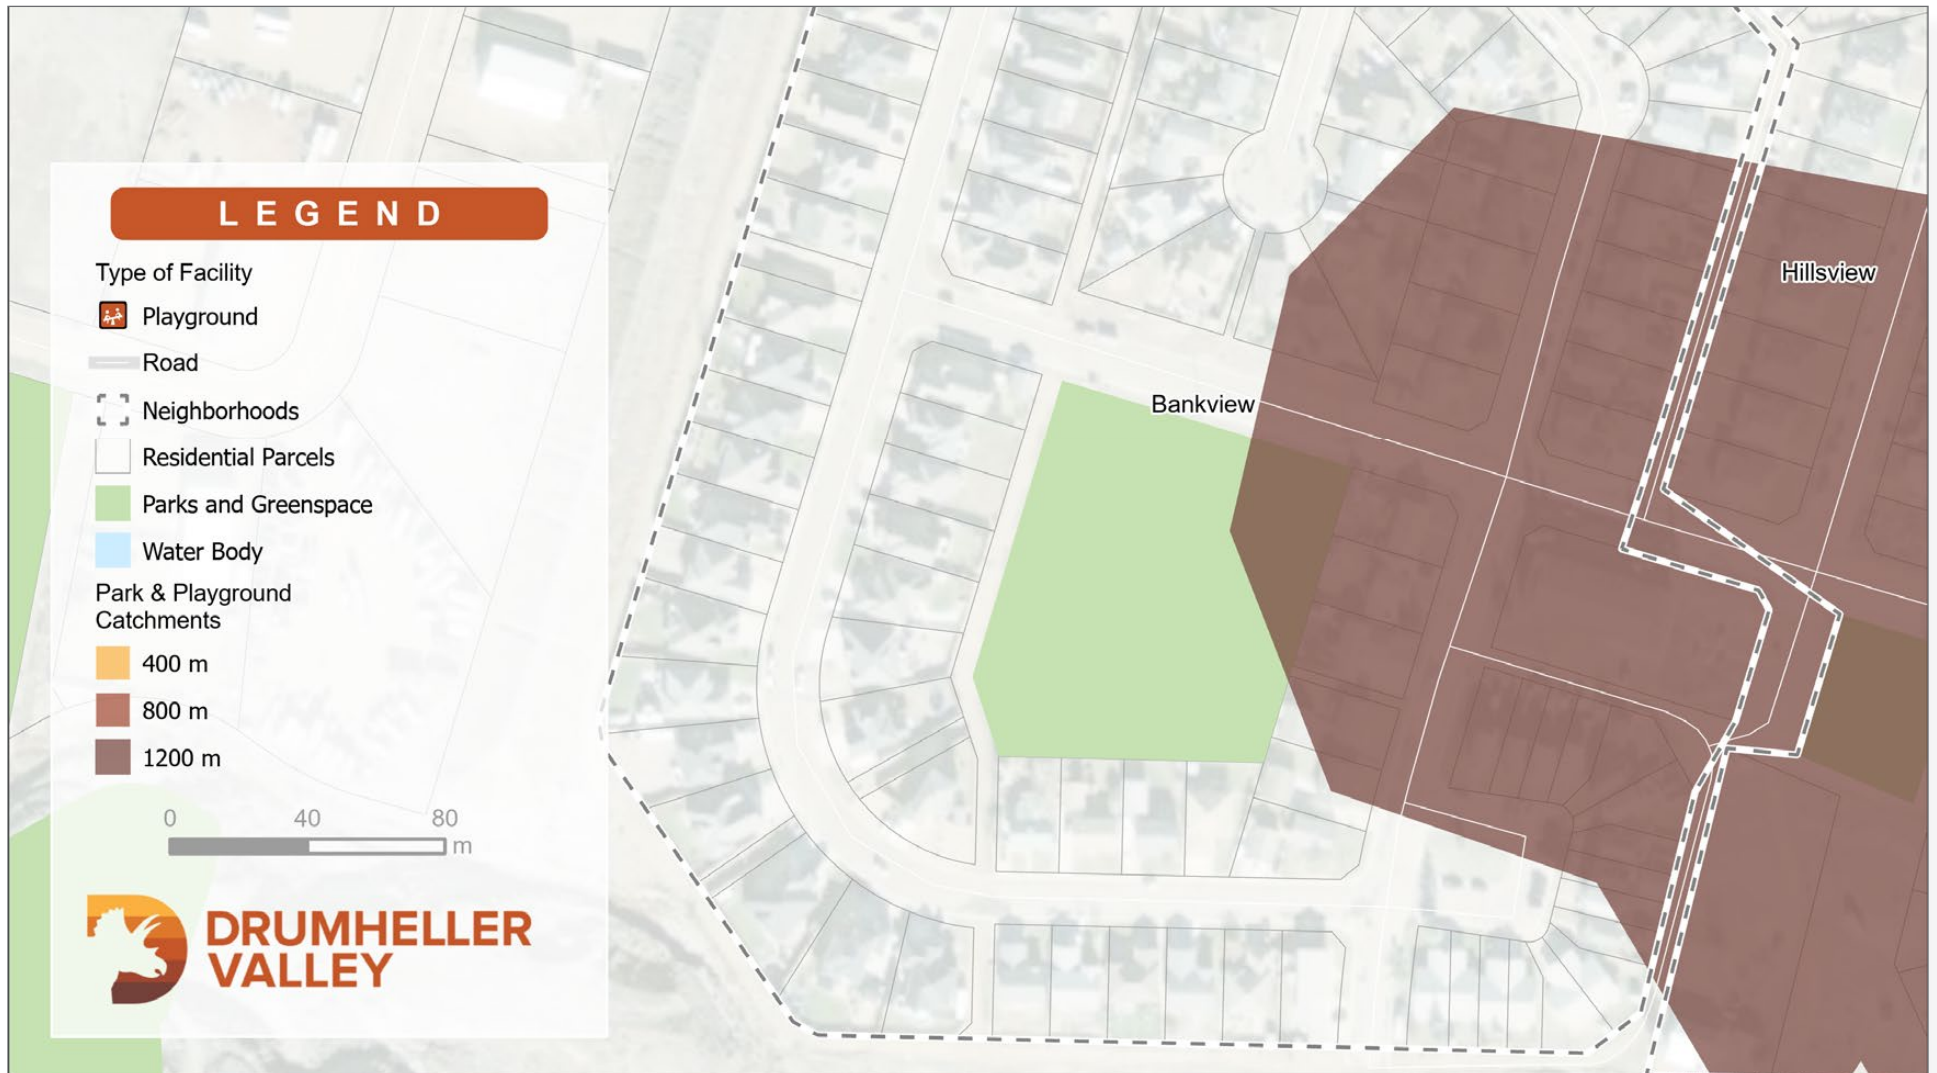 LEGEND
Type of Facility
Playground
Road
Neighborhoods
Residential Parcels
Parks and Greenspace
Water Body
Park & Playground
Catchments
400 m
800 m
1200 m
0 40 80
m
DRUMHELLER
VALLEY
Bankview
Hillsview